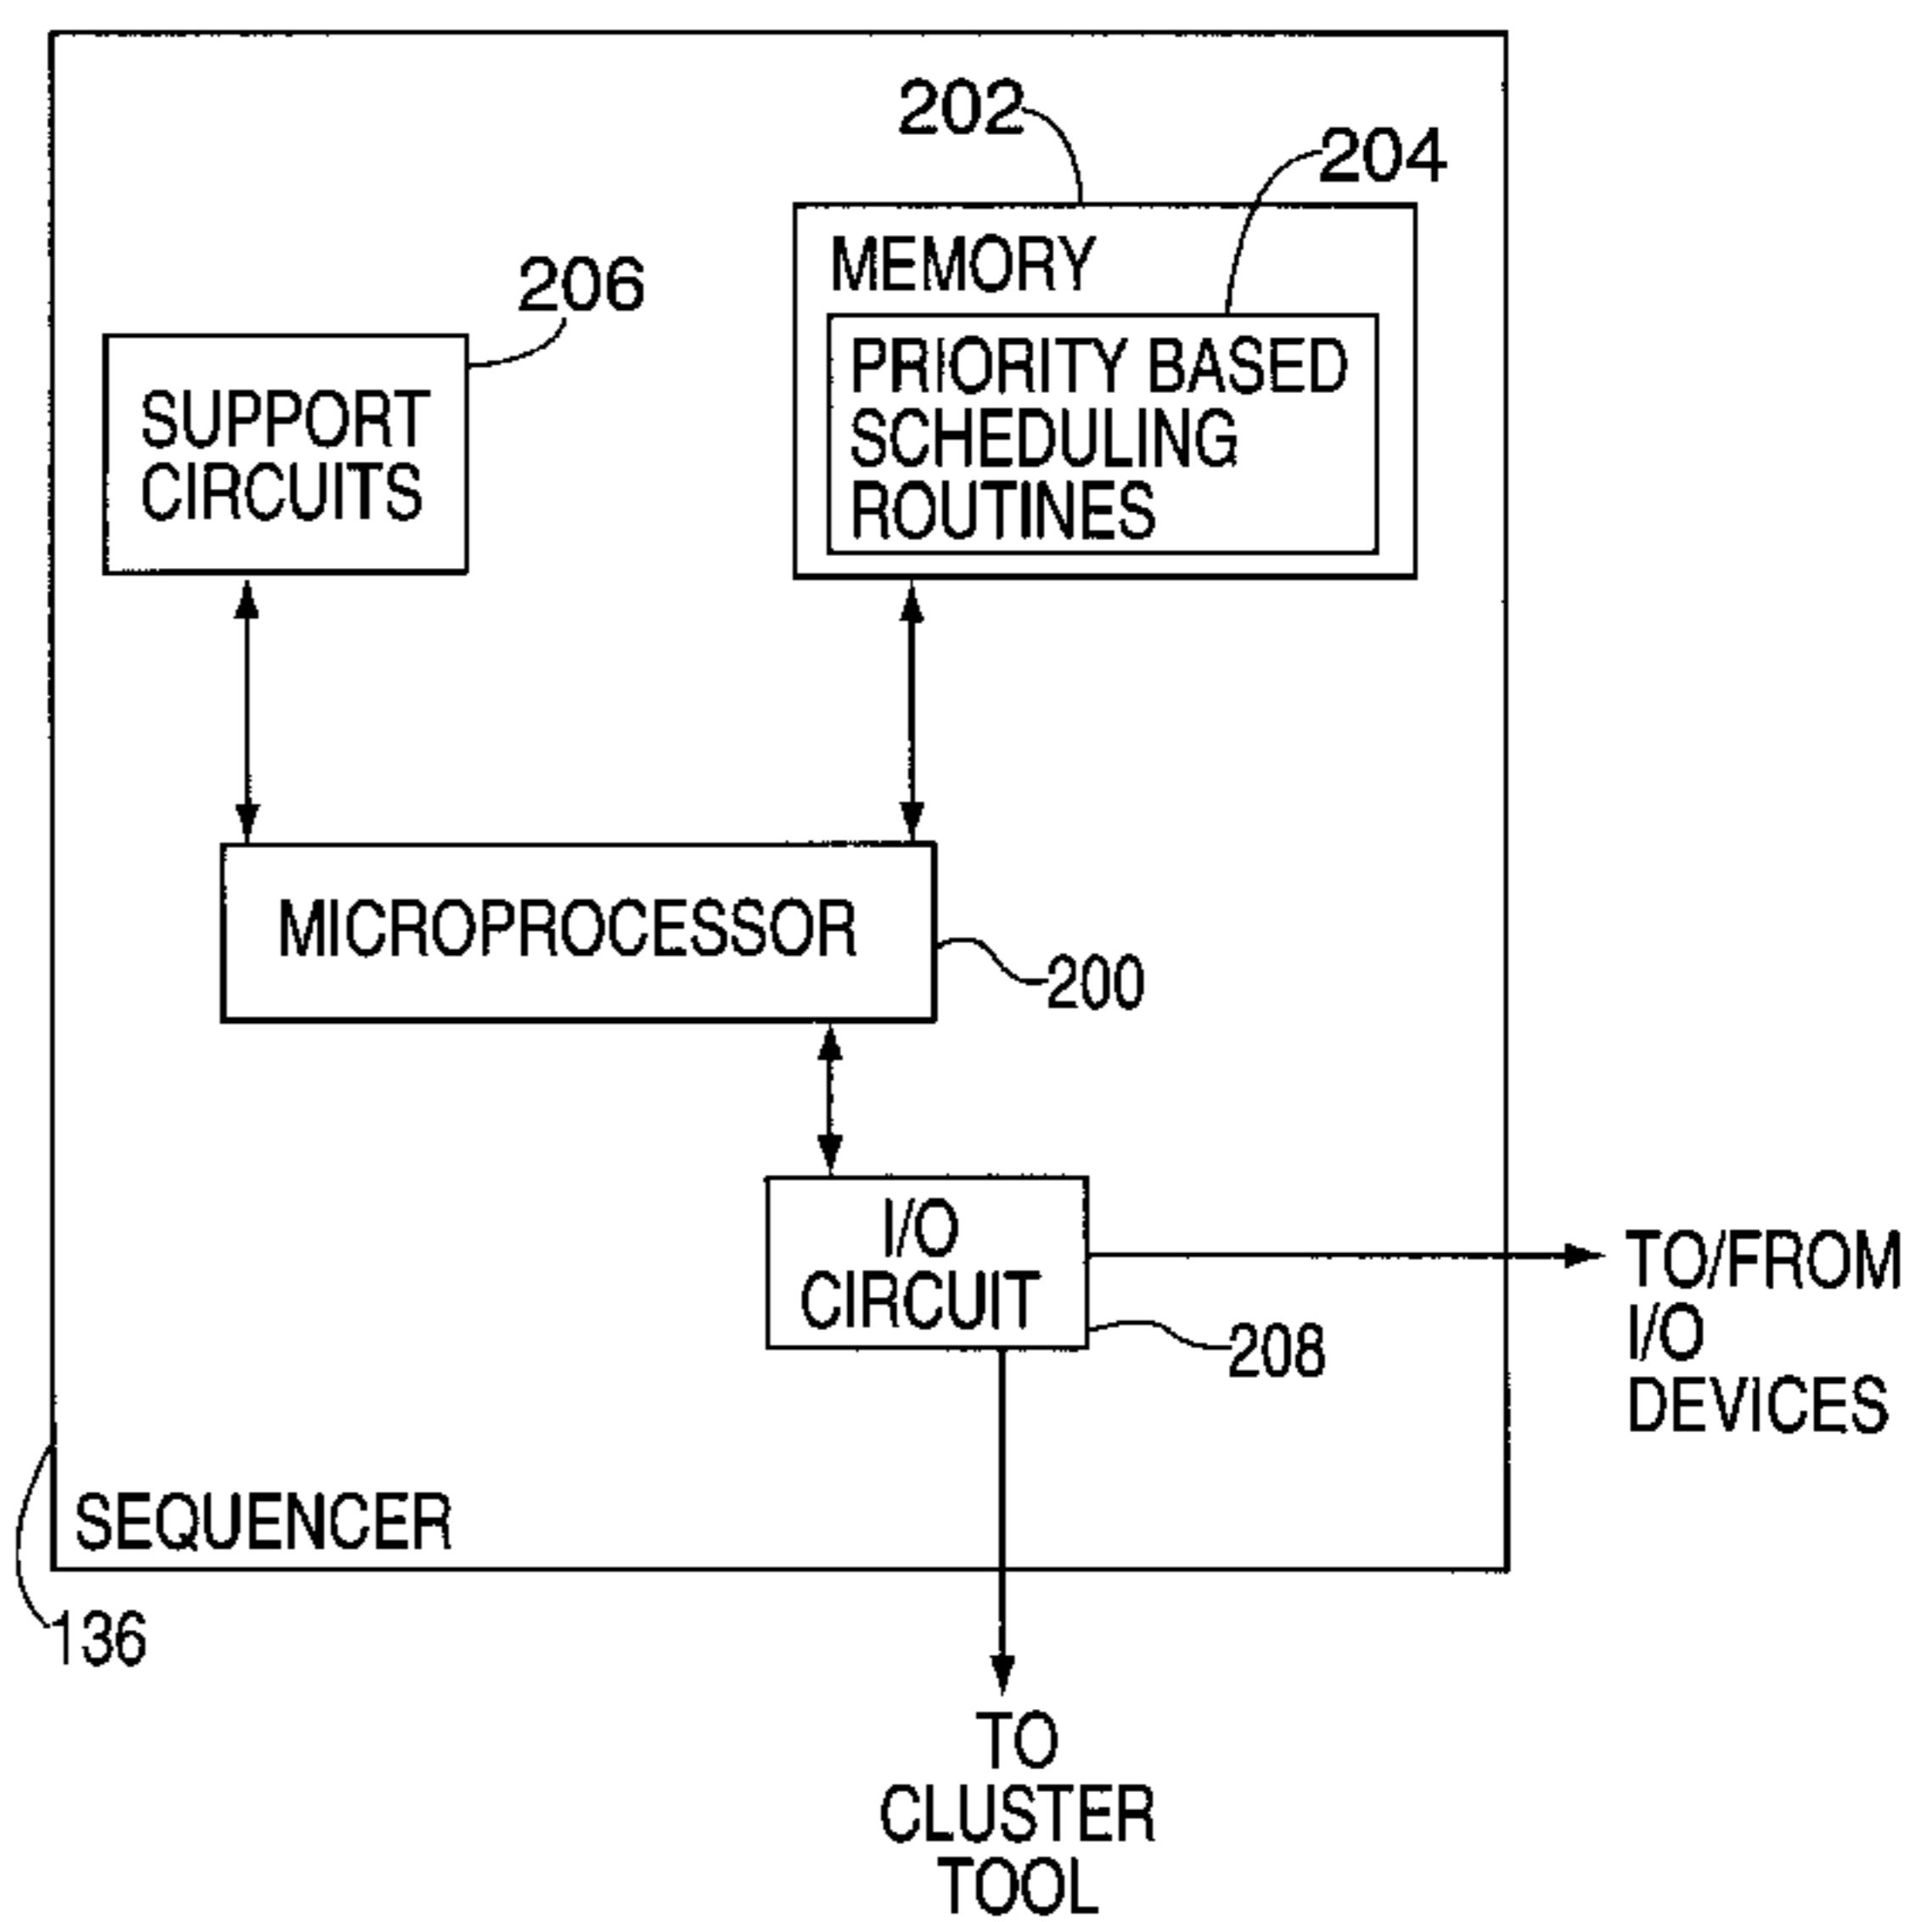 202
204
MEMORY
206
PRIORITY BASED
SCHEDULING
ROUTINES
SUPPORT
CIRCUITS
MICROPROCESSOR
200
I/O
CIRCUIT
208
TO/FROM
I/O
DEVICES
SEQUENCER
136
TO
CLUSTER
TOOL